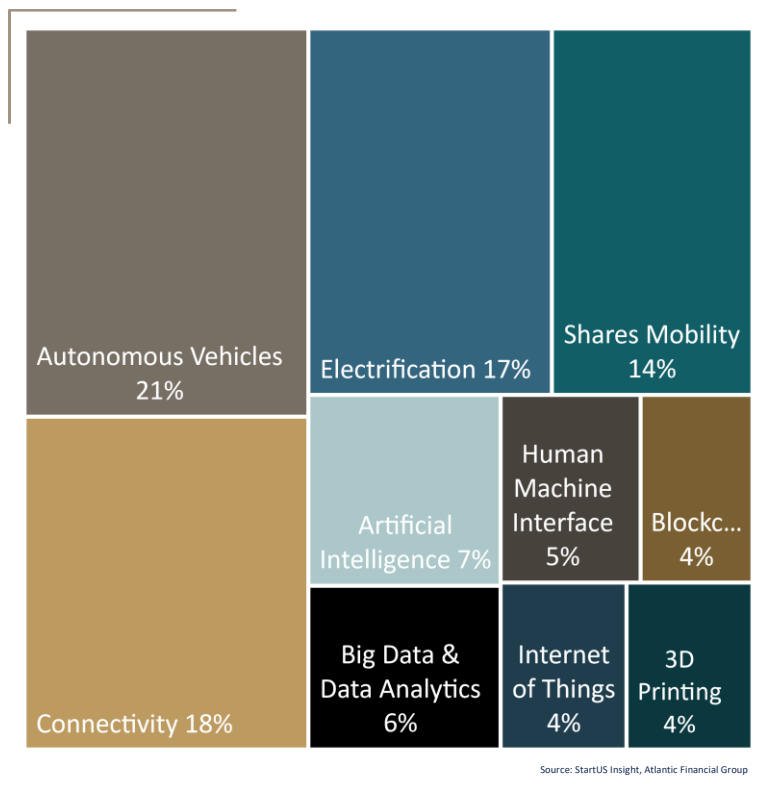 Autonomous Vehicles
21%
Electrification 17%
Shares Mobility
14%
Connectivity 18%
Artificial
Intelligence 7%
Human
Machine
Interface
5%
Blockc...
4%
Big Data &
Data Analytics
6%
Internet
of Things
4%
3D
Printing
4%
Source: StartUS Insight, Atlantic Financial Group